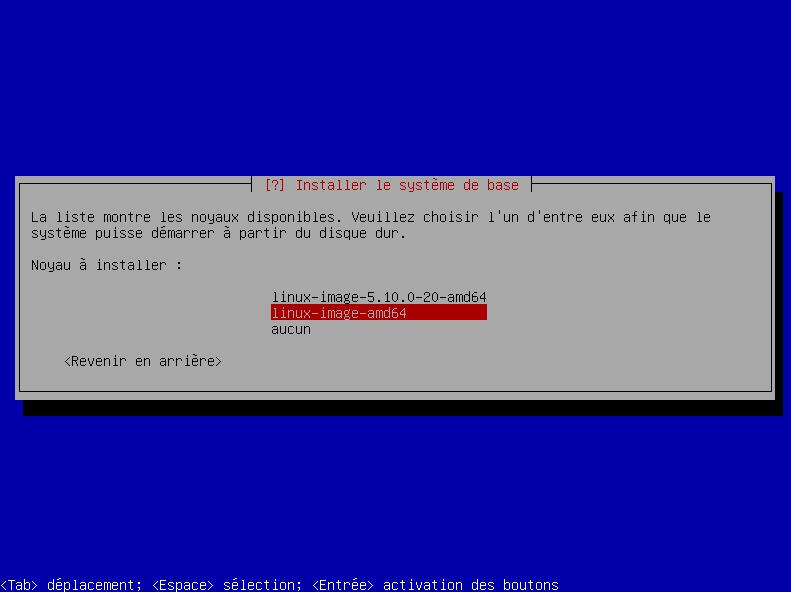 [?] Installer le système de base
La liste montre les noyaux disponibles. Veuillez choisir l'un d'entre eux afin que le
système puisse démarrer à partir du disque dur.
Noyau à installer :
linux-image-5.10.0-20-amd64
linux-image-amd64
aucun
<Revenir en arrière>
<Tab> déplacement; <Espace> sélection; <Entrée> activation des boutons